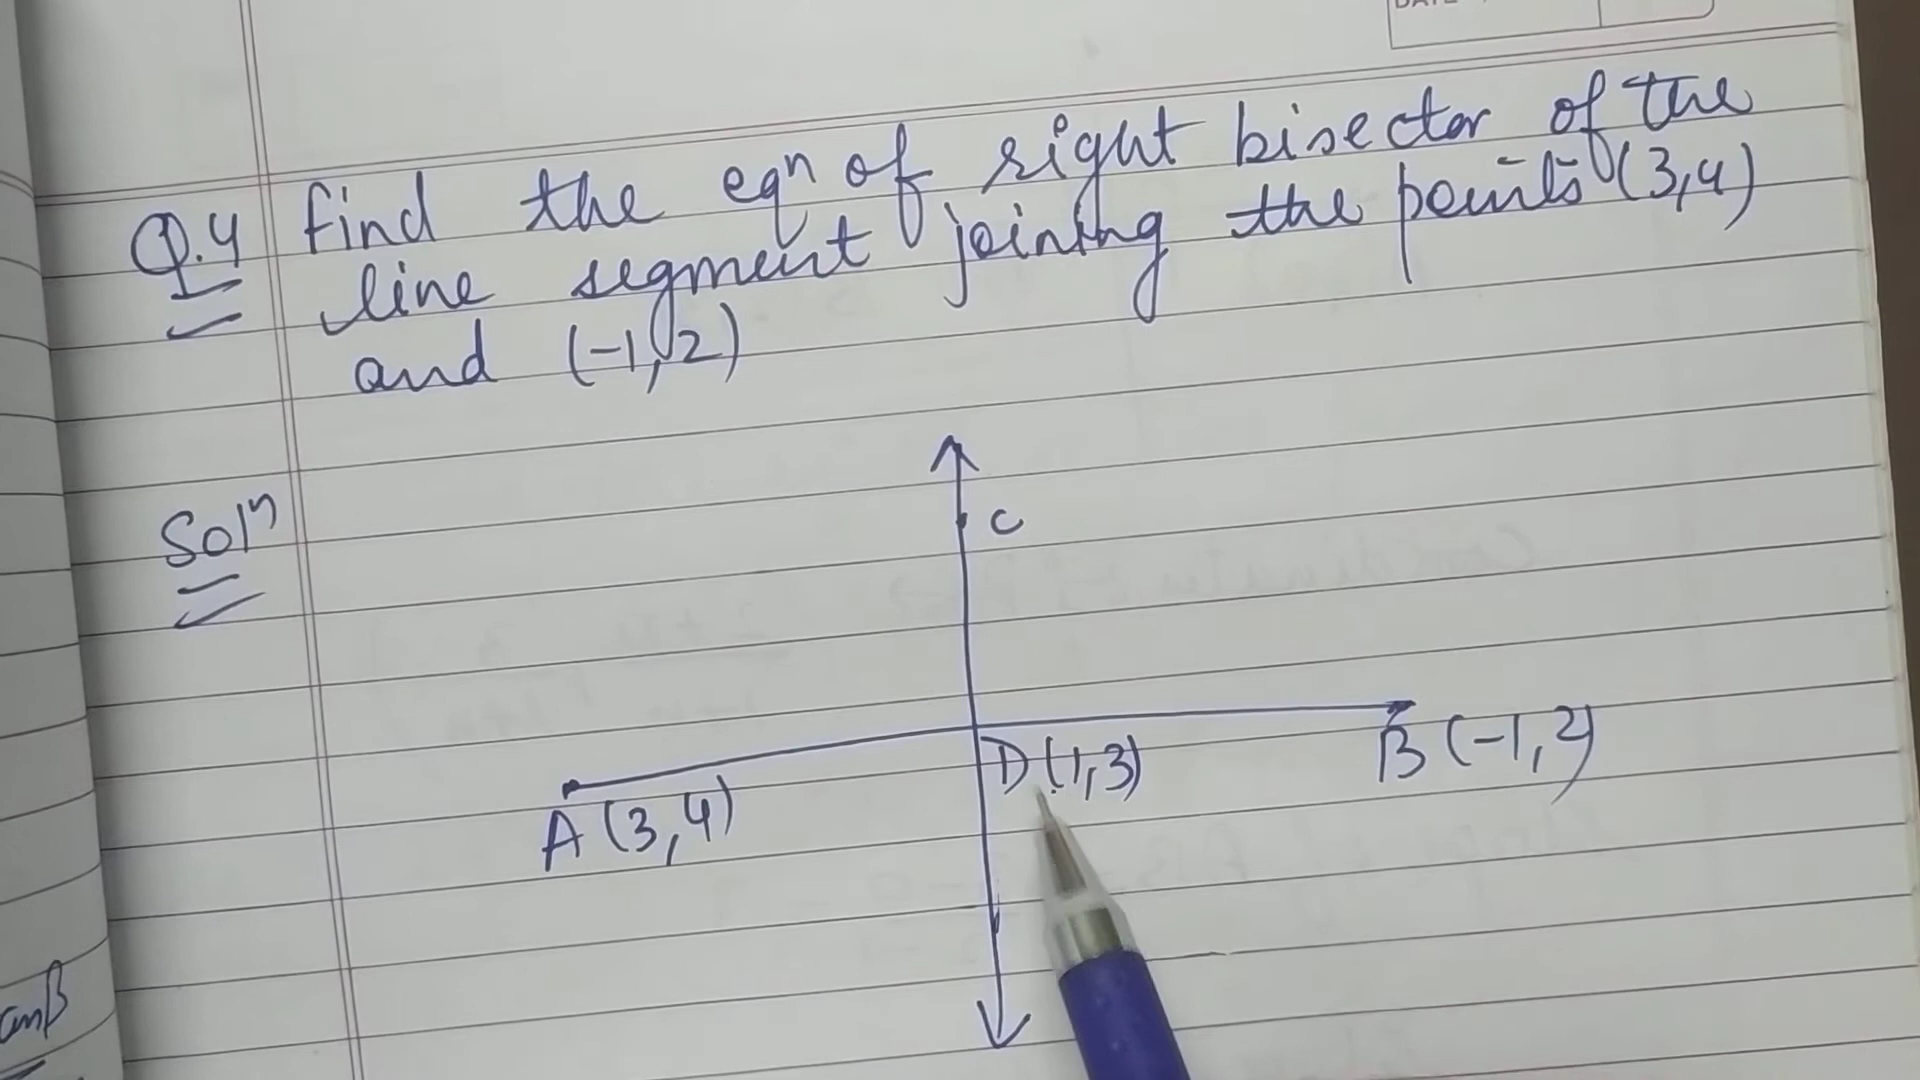 DATE
Q.4 Find the eqn of right bisector of the
line segment joining the points (3,4)
and (-1,2)
Soln
C
D(1,3)
B(-1,2)
A(3,4)